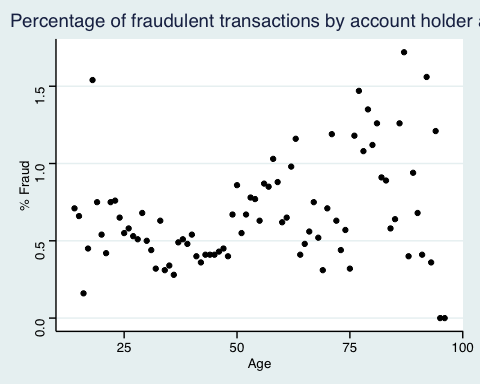 Percentage of fraudulent transactions by account holder a
% Fraud
1.5
1.0
0.5
0.0
25 50 75 100
Age